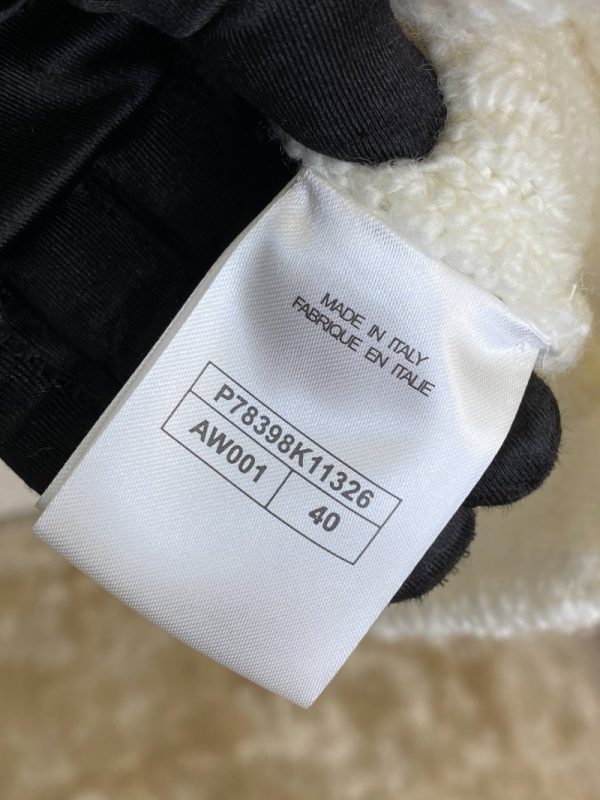 MADE IN ITALY
FABRIQUE EN ITALIE
P78398K11326
AW001 40